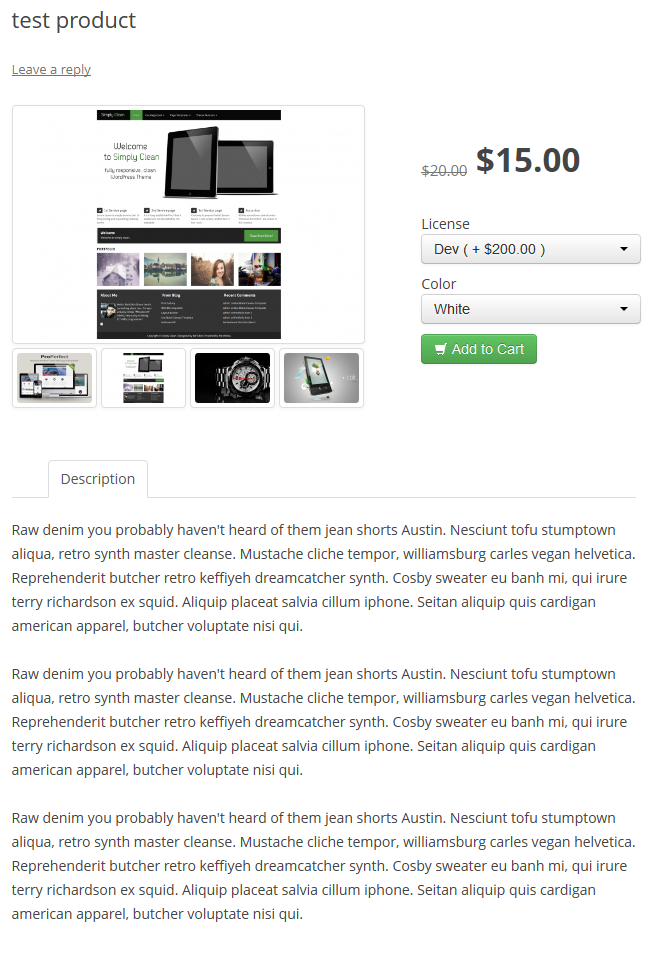 test product
Leave a reply
Simply Clean
Welcome
to Simply Clean
fully responsive, clean
WordPress Theme
Welcome
PORTFOLIO
About Me
From Blog
Recent Comments
ProPerfect
$20.00 $15.00
License
Dev ( + $200.00 )
Color
White
Add to Cart
Description
Raw denim you probably haven't heard of them jean shorts Austin. Nesciunt tofu stumptown
aliqua, retro synth master cleanse. Mustache cliche tempor, williamsburg carles vegan helvetica.
Reprehenderit butcher retro keffiyeh dreamcatcher synth. Cosby sweater eu banh mi, qui irure
terry richardson ex squid. Aliquip placeat salvia cillum iphone. Seitan aliquip quis cardigan
american apparel, butcher voluptate nisi qui.
Raw denim you probably haven't heard of them jean shorts Austin. Nesciunt tofu stumptown
aliqua, retro synth master cleanse. Mustache cliche tempor, williamsburg carles vegan helvetica.
Reprehenderit butcher retro keffiyeh dreamcatcher synth. Cosby sweater eu banh mi, qui irure
terry richardson ex squid. Aliquip placeat salvia cillum iphone. Seitan aliquip quis cardigan
american apparel, butcher voluptate nisi qui.
Raw denim you probably haven't heard of them jean shorts Austin. Nesciunt tofu stumptown
aliqua, retro synth master cleanse. Mustache cliche tempor, williamsburg carles vegan helvetica.
Reprehenderit butcher retro keffiyeh dreamcatcher synth. Cosby sweater eu banh mi, qui irure
terry richardson ex squid. Aliquip placeat salvia cillum iphone. Seitan aliquip quis cardigan
american apparel, butcher voluptate nisi qui.